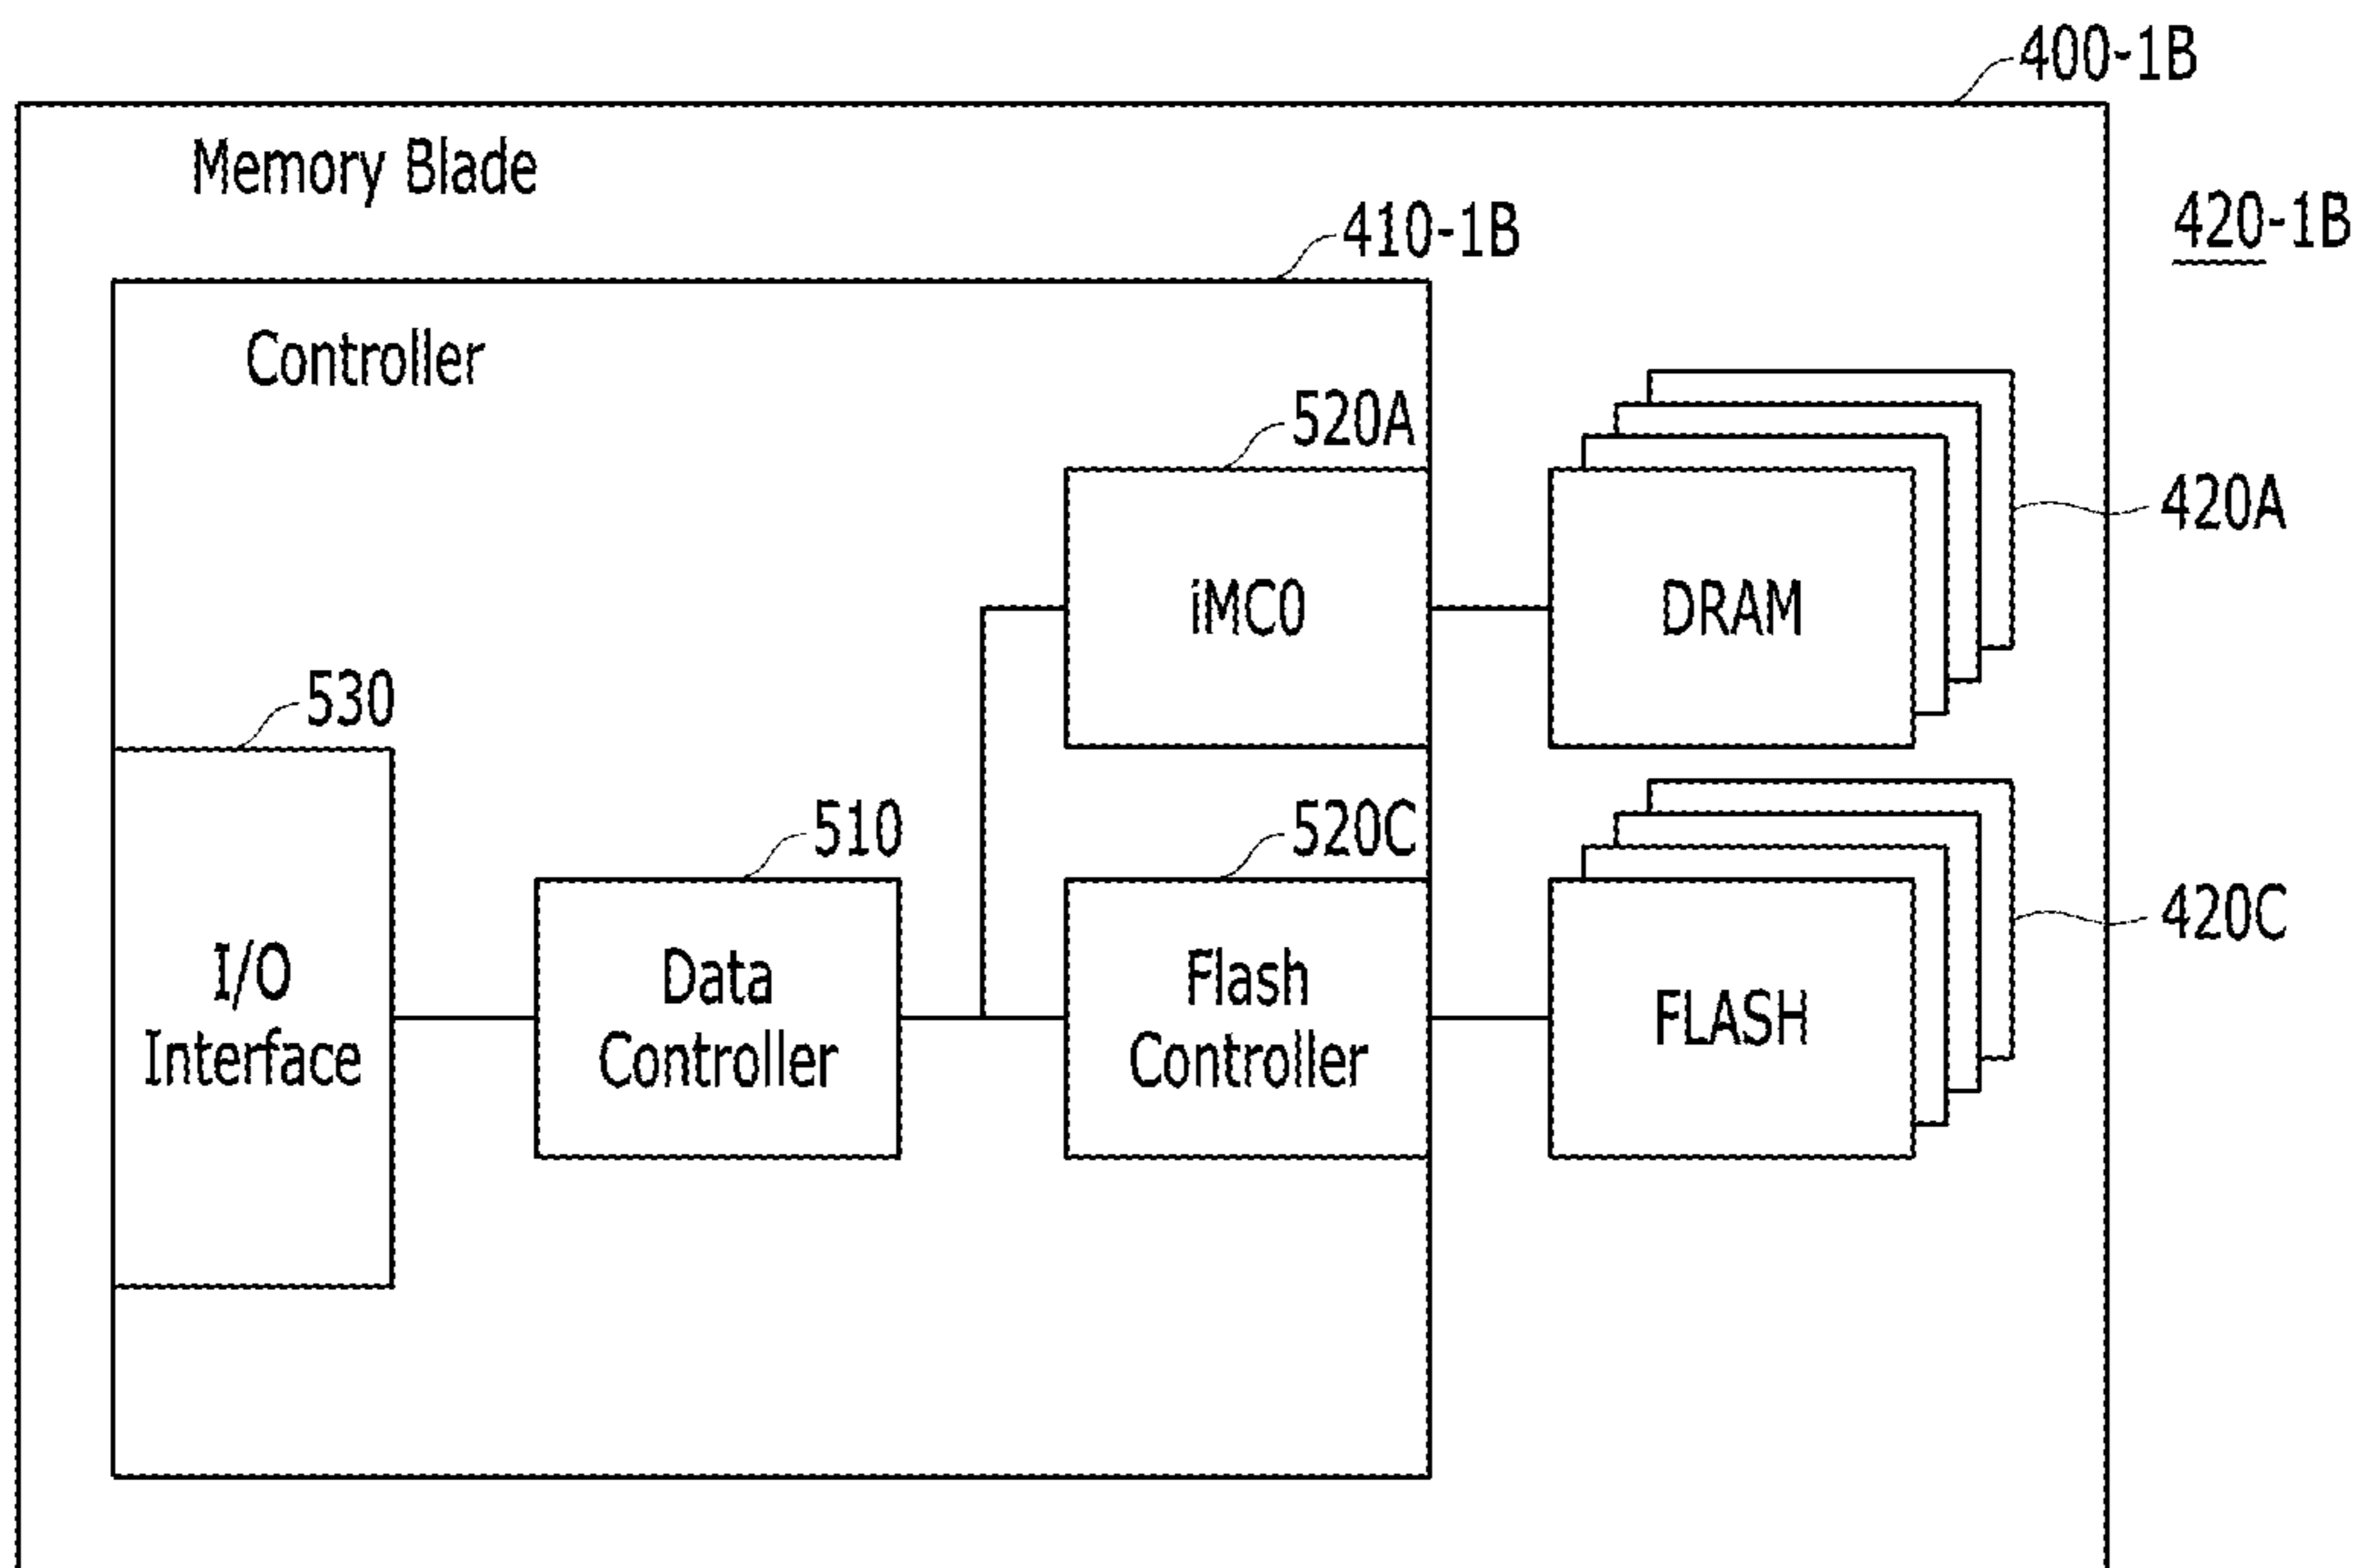 400-1B
Memory Blade
420-1B
410-1B
Controller
520A
420A
iMC0
DRAM
530
510
520C
420C
I/O
Interface
Data
Controller
Flash
Controller
FLASH